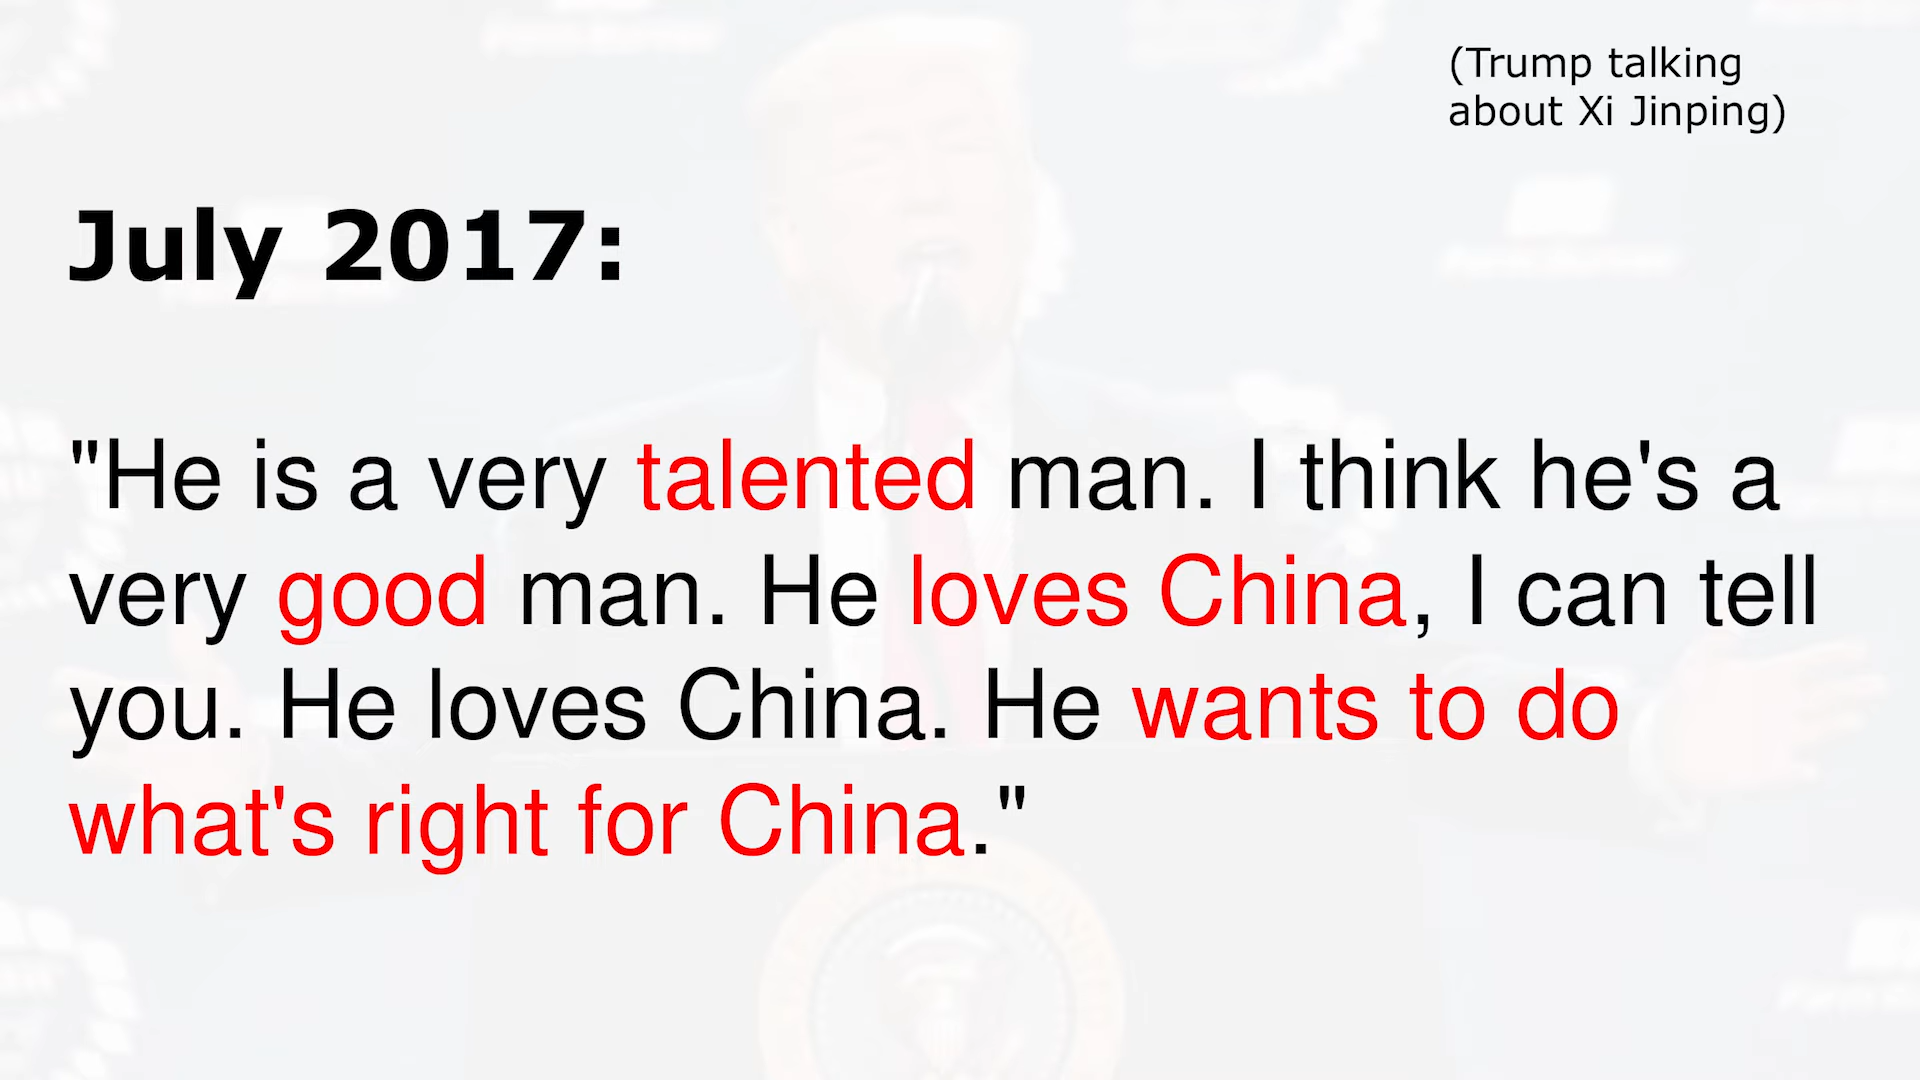 (Trump talking
about Xi Jinping)
July 2017:
"He is a very talented man. I think he's a
very good man. He loves China, I can tell
you. He loves China. He wants to do
what's right for China."